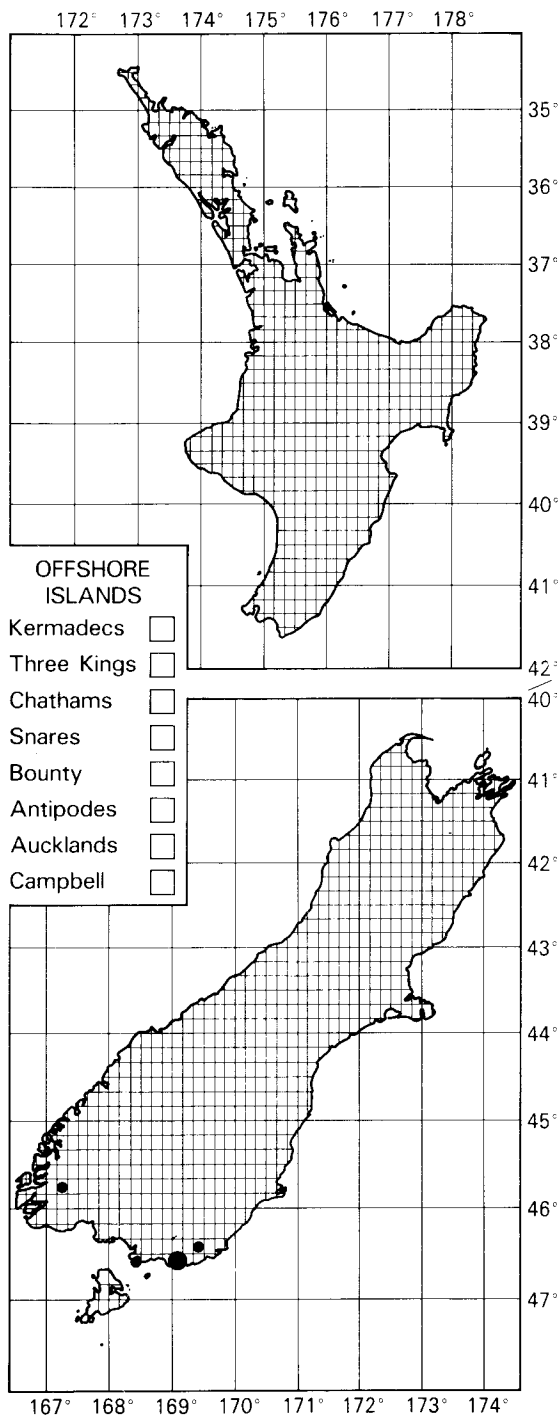 172° 173° 174° 175° 176° 177° 178°
35°
36°
37°
38°
39°
40°
41°
42°
OFFSHORE
ISLANDS
Kermadecs
Three Kings
Chathams
Snares
Bounty
Antipodes
Aucklands
Campbell
40°
41°
42°
43°
44°
45°
46°
47°
167° 168° 169° 170° 171° 172° 173° 174°